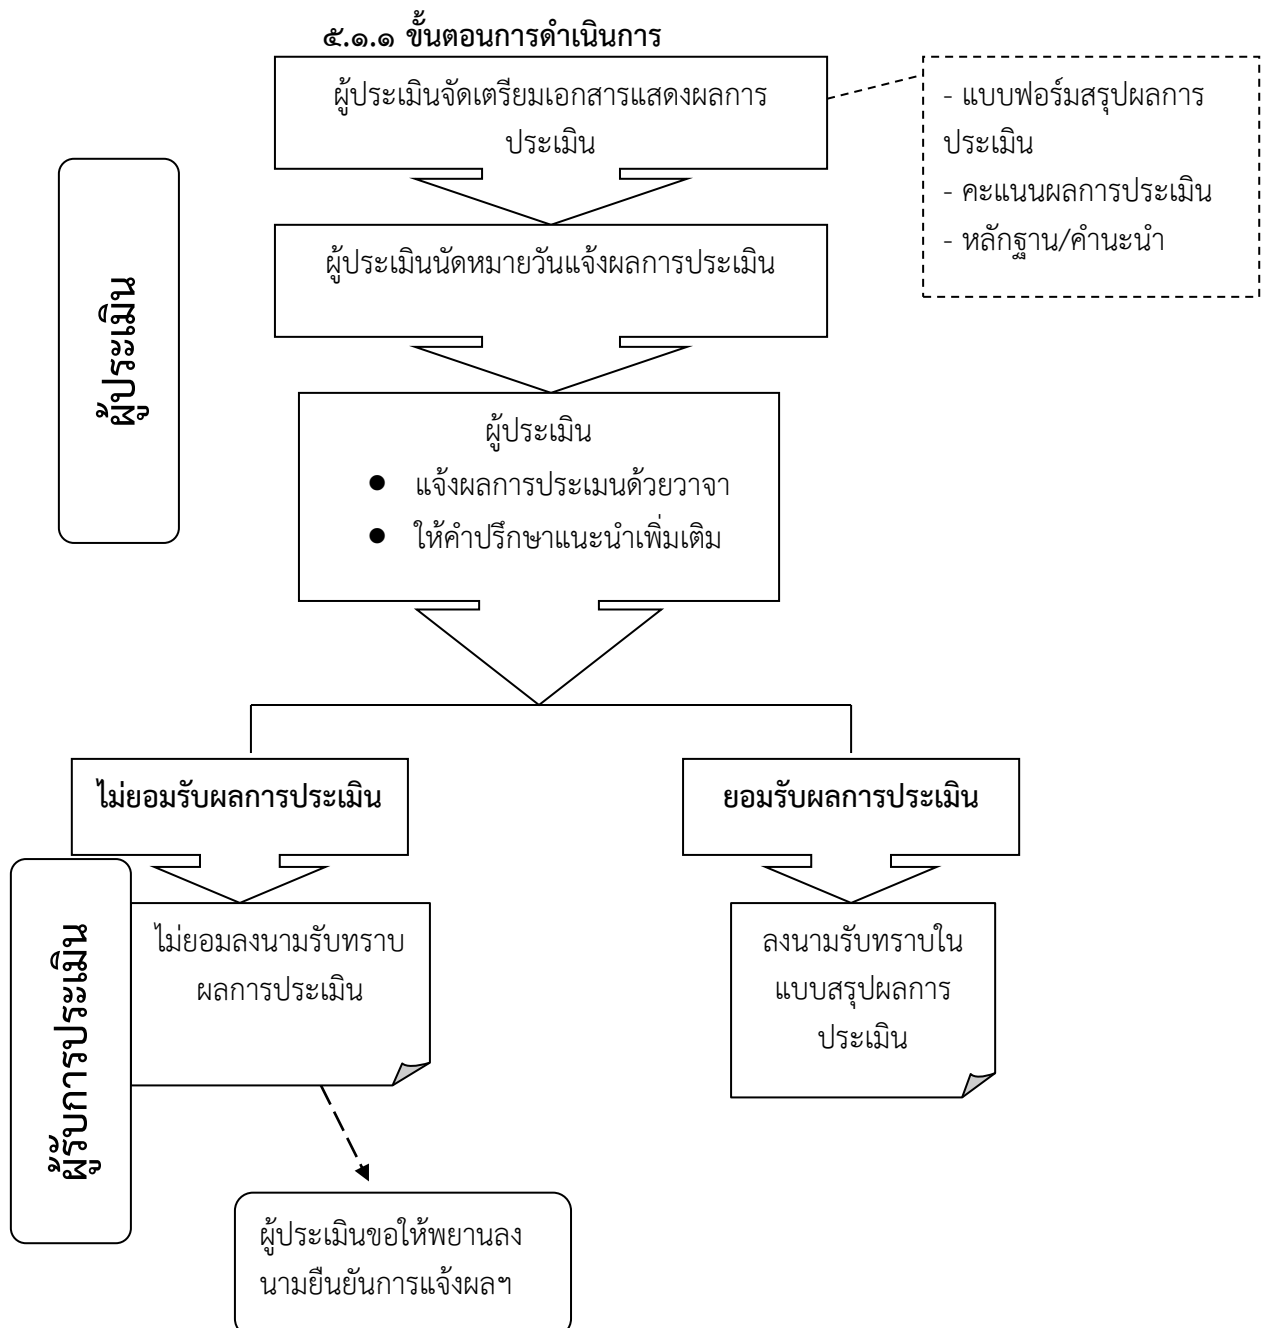 ๕.๑.๑ ขั้นตอนการดำเนินการ
ผู้ประเมินจัดเตรียมเอกสารแสดงผลการ
ประเมิน
- แบบฟอร์มสรุปผลการ
ประเมิน
- คะแนนผลการประเมิน
- หลักฐาน/คำนะนำ
ผู้ประเมิน
ผู้ประเมินนัดหมายวันแจ้งผลการประเมิน
ผู้ประเมิน
● แจ้งผลการประเมนด้วยวาจา
● ให้คำปรึกษาแนะนำเพิ่มเติม
ไม่ยอมรับผลการประเมิน
ยอมรับผลการประเมิน
ผู้รับการประเมิน
ไม่ยอมลงนามรับทราบ
ผลการประเมิน
ลงนามรับทราบใน
แบบสรุปผลการ
ประเมิน
ผู้ประเมินขอให้พยานลง
นามยืนยันการแจ้งผลฯ